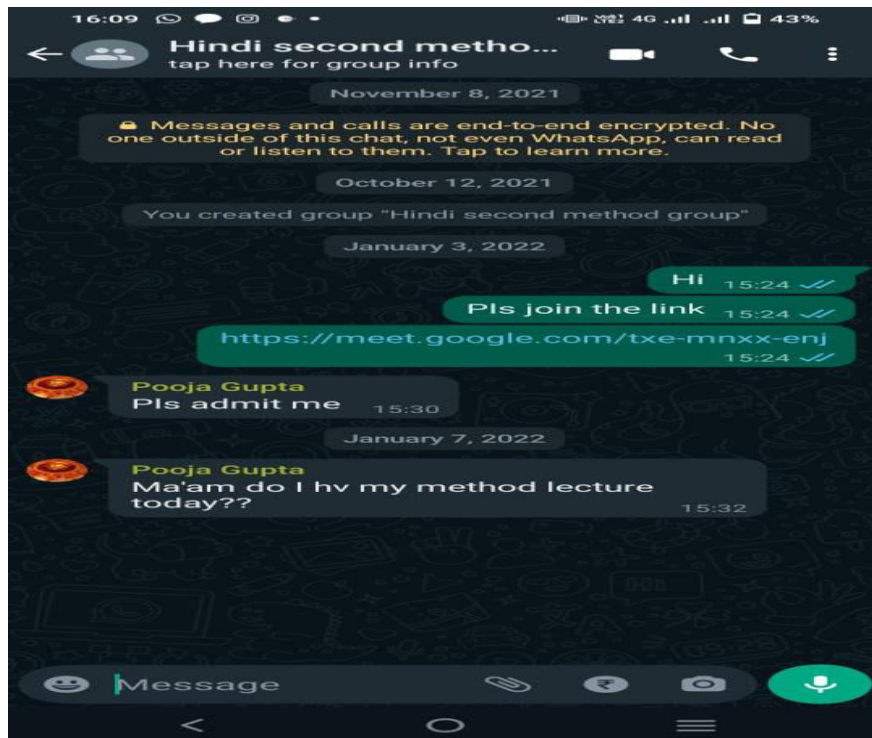 16:09
4G 43%
Hindi second metho...
tap here for group info
November 8, 2021
Messages and calls are end-to-end encrypted. No
one outside of this chat, not even WhatsApp, can read
or listen to them. Tap to learn more.
October 12, 2021
You created group "Hindi second method group"
January 3, 2022
Hi 15:24
Pls join the link 15:24
https://meet.google.com/txe-mnxx-enj
15:24
Pooja Gupta
Pls admit me 15:30
January 7, 2022
Pooja Gupta
Ma'am do I hv my method lecture
today?? 15:32
Message